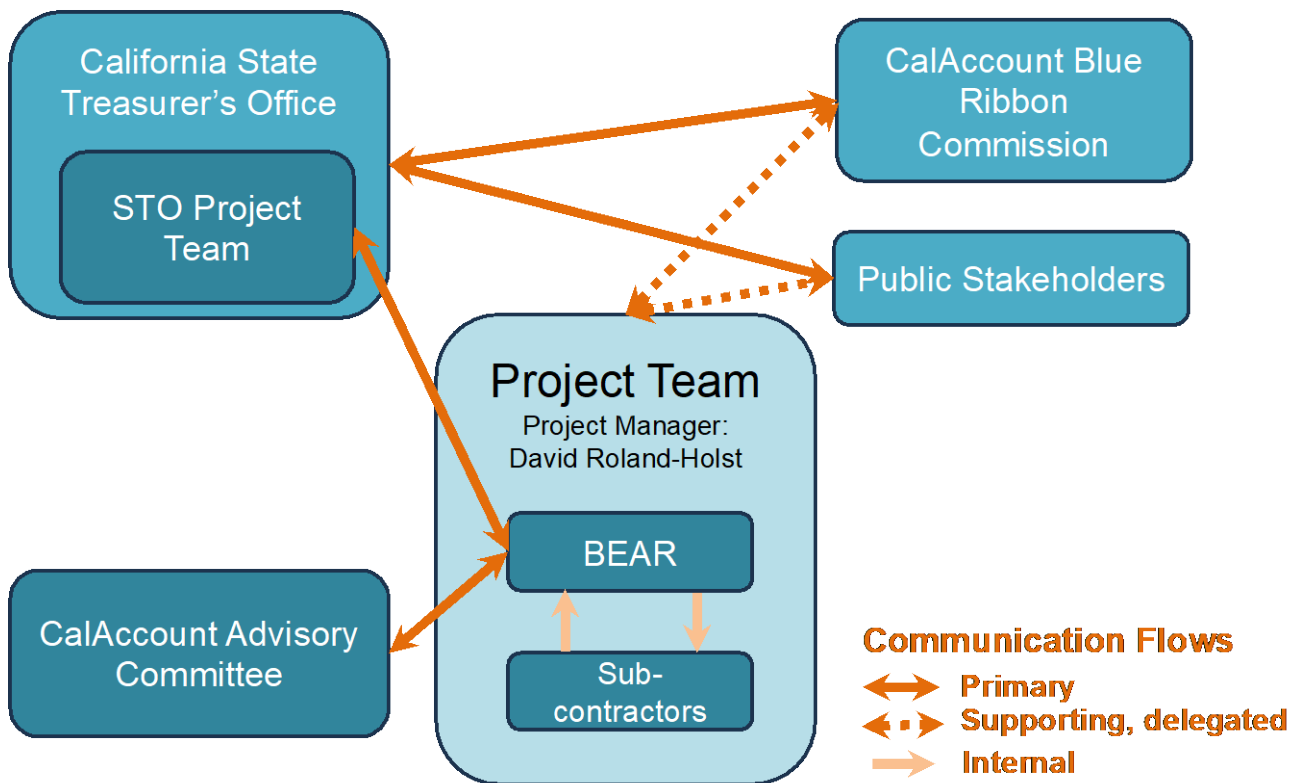 California State
Treasurer's Office
STO Project
Team
CalAccount Blue
Ribbon
Commission
Public Stakeholders
Project Team
Project Manager:
David Roland-Holst
BEAR
Sub-
contractors
CalAccount Advisory
Committee
Communication Flows
Primary
Supporting, delegated
Internal